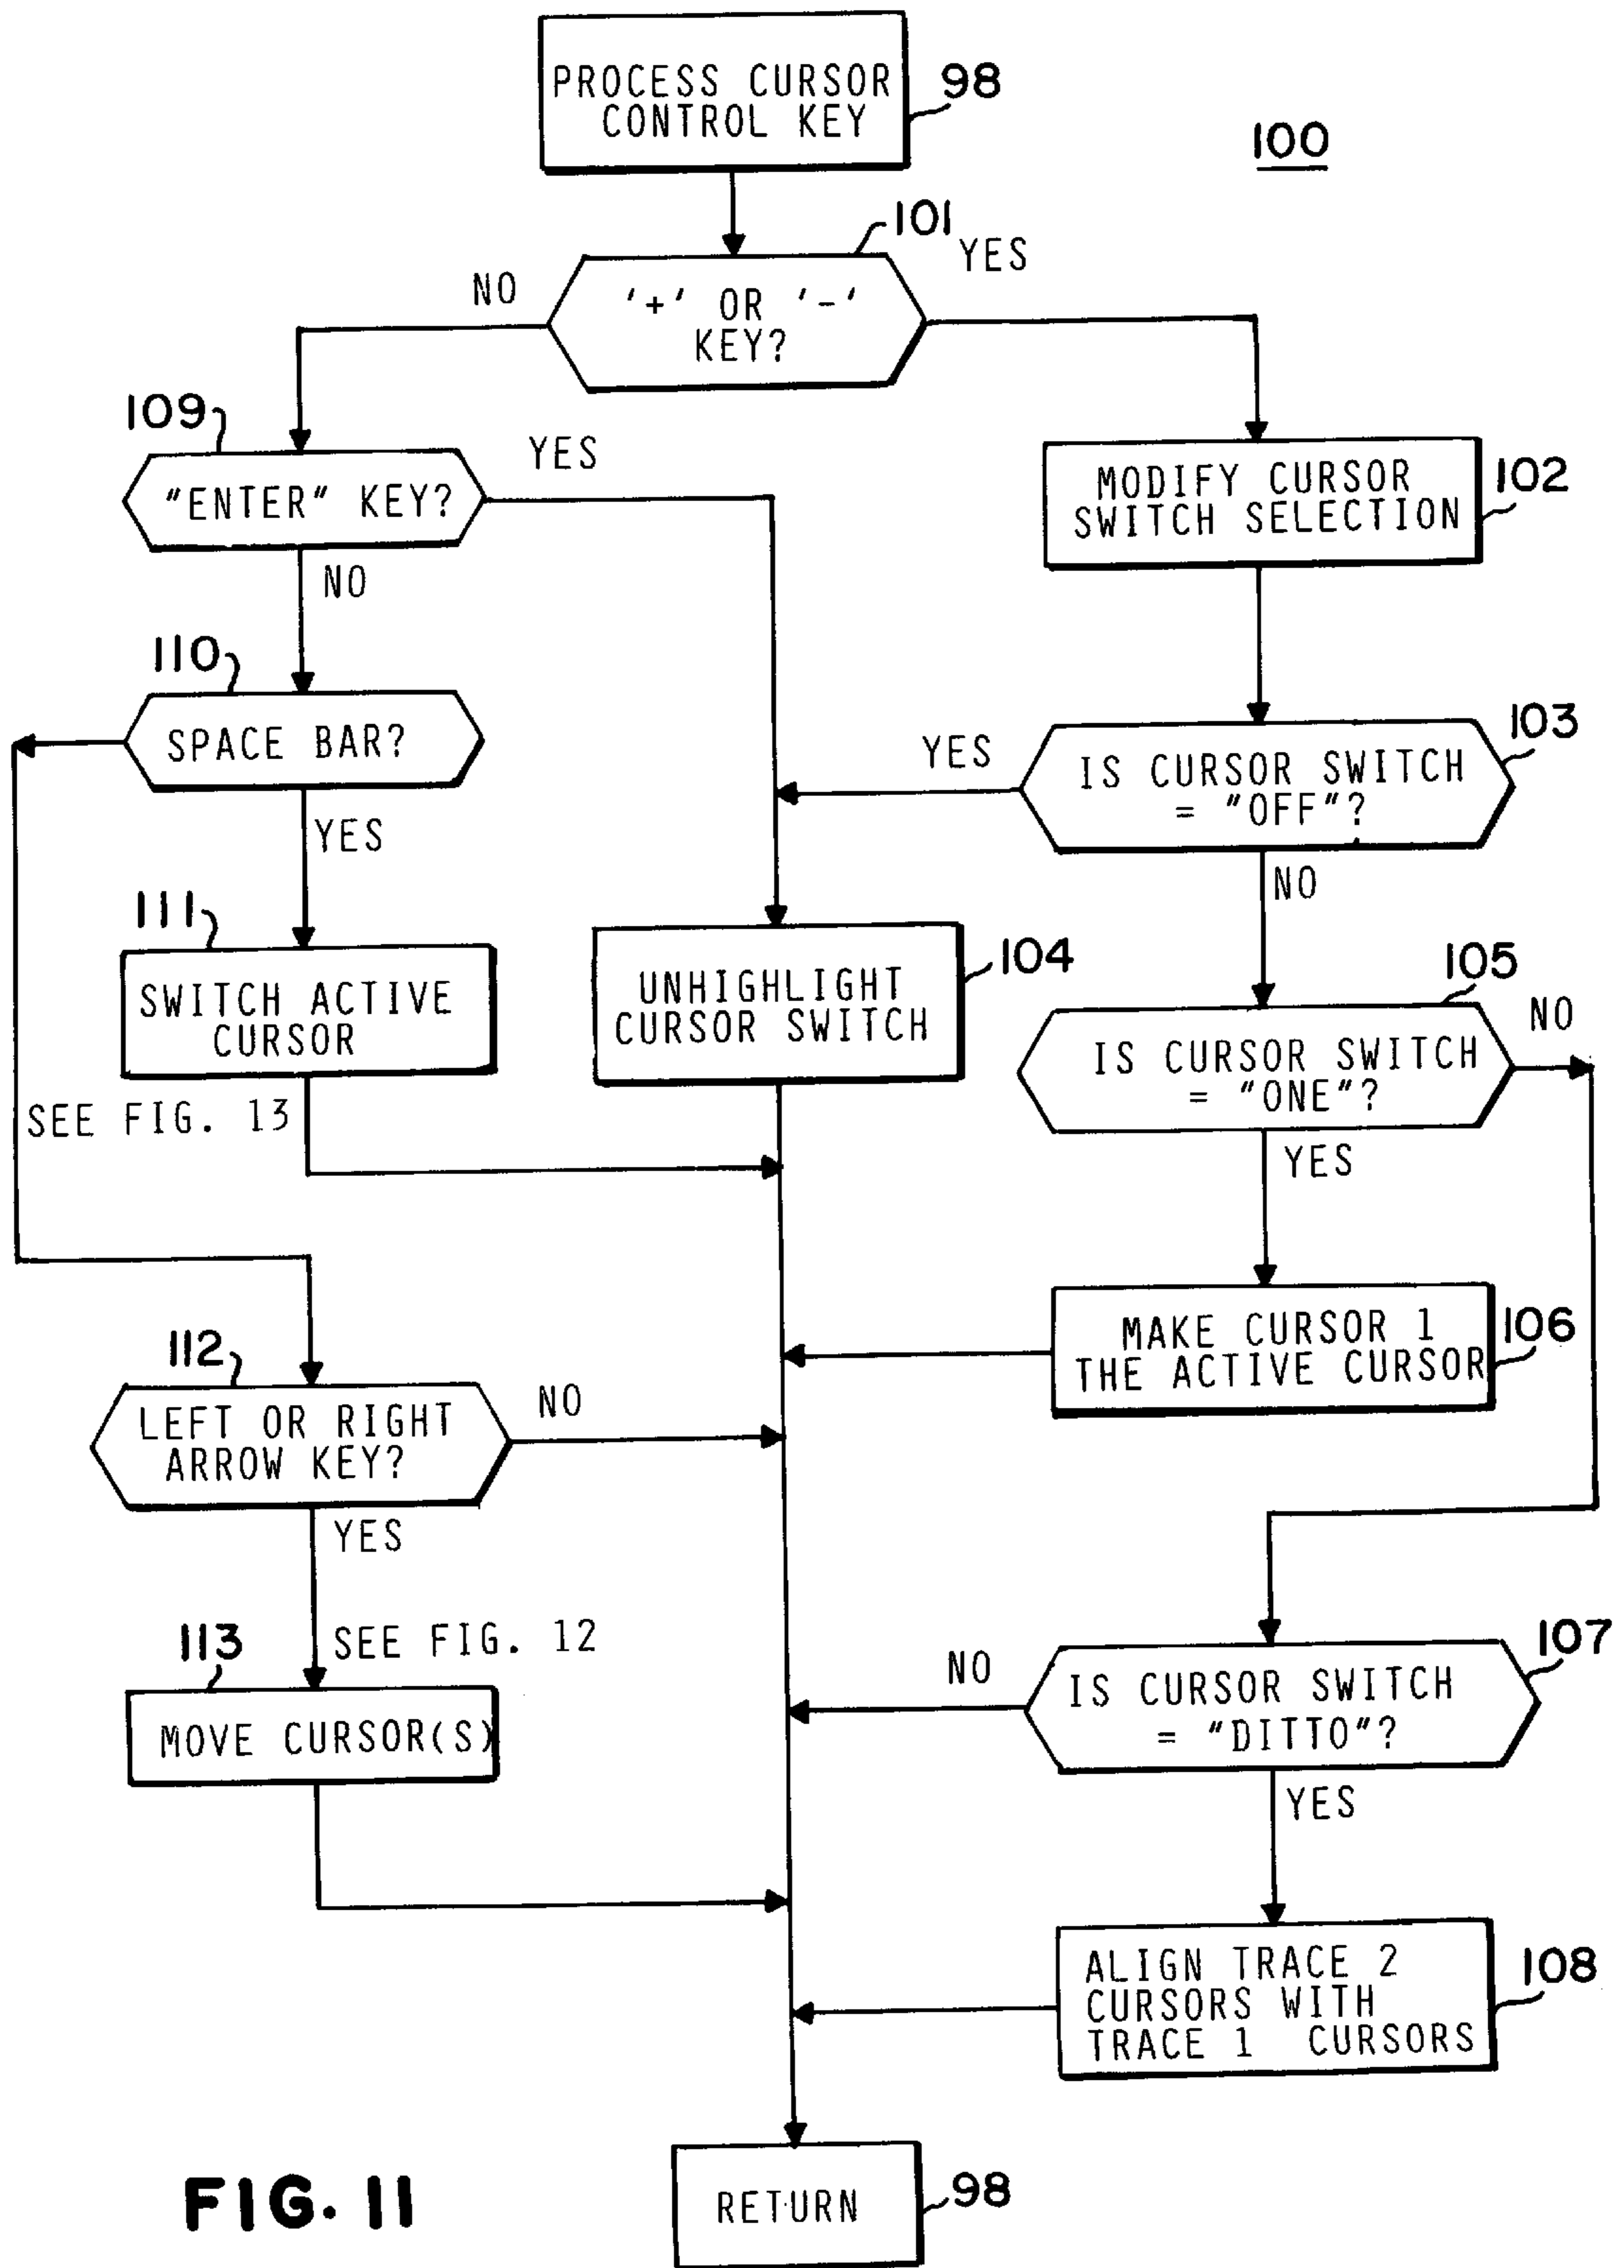 PROCESS CURSOR
CONTROL KEY
98
100
101
YES
NO
'+' OR '-'
KEY?
109
YES
"ENTER" KEY?
MODIFY CURSOR
SWITCH SELECTION
102
NO
110
SPACE BAR?
YES
103
IS CURSOR SWITCH
= "OFF"?
YES
NO
111
SWITCH ACTIVE
CURSOR
UNHIGHLIGHT
CURSOR SWITCH
104
105
NO
IS CURSOR SWITCH
= "ONE"?
SEE FIG. 13
YES
112
LEFT OR RIGHT
ARROW KEY?
NO
MAKE CURSOR 1
THE ACTIVE CURSOR
106
YES
SEE FIG. 12
113
MOVE CURSOR(S)
NO
107
IS CURSOR SWITCH
= "DITTO"?
YES
ALIGN TRACE 2
CURSORS WITH
TRACE 1 CURSORS
108
RETURN
98
FIG. 11